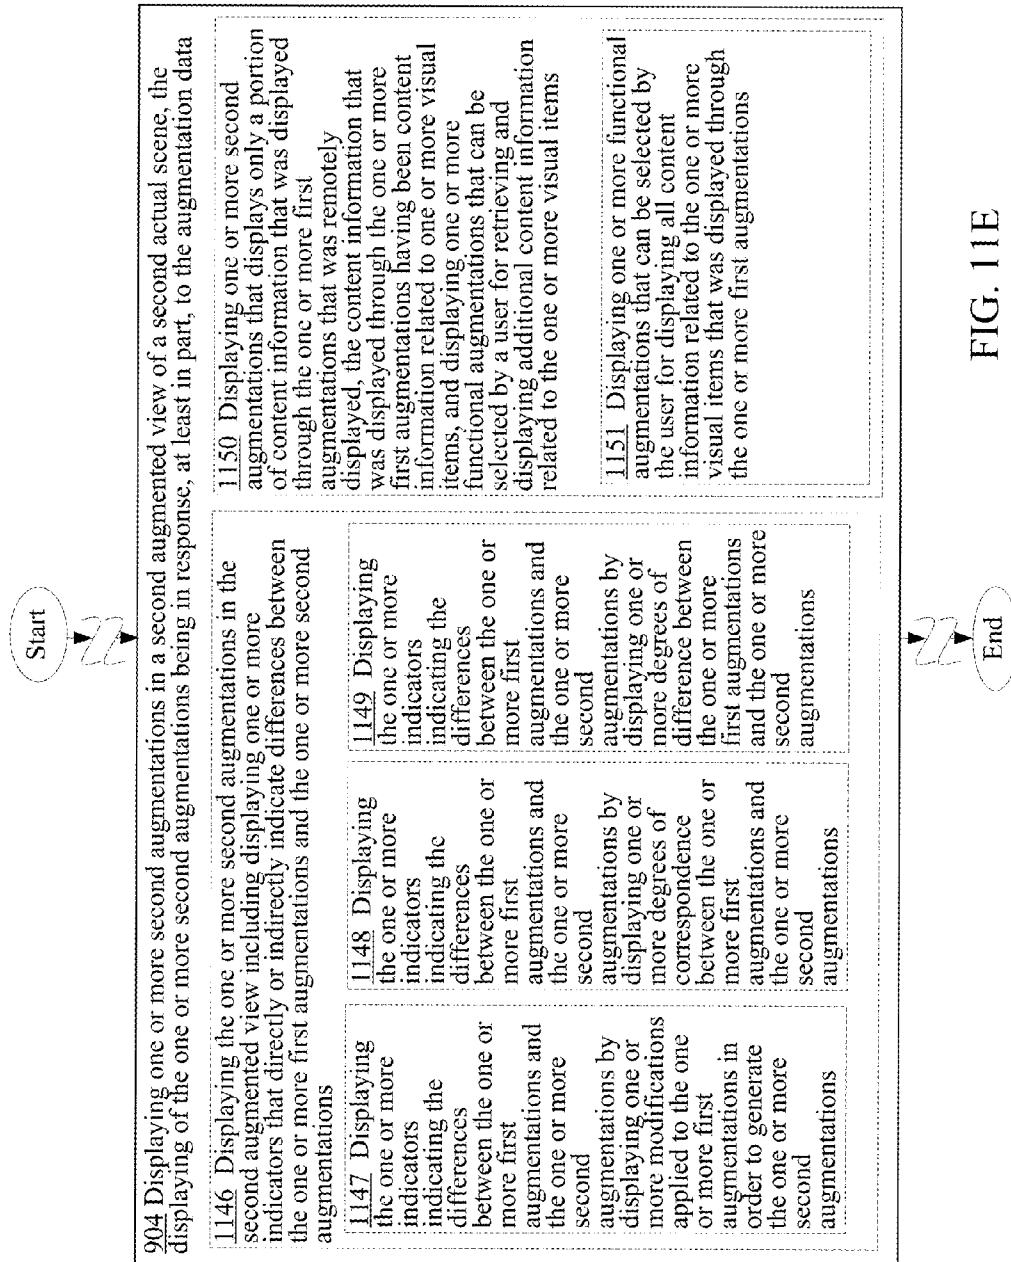 Start
904 Displaying one or more second augmentations in a second augmented view of a second actual scene, the
displaying of the one or more second augmentations being in response, at least in part, to the augmentation data
1146 Displaying the one or more second augmentations in the
second augmented view including displaying one or more
indicators that directly or indirectly indicate differences between
the one or more first augmentations and the one or more second
augmentations
1147 Displaying
the one or more
indicators
indicating the
differences
between the one or
more first
augmentations and
the one or more
second
augmentations by
displaying one or
more modifications
applied to the one
or more first
augmentations in
order to generate
the one or more
second
augmentations
1148 Displaying
the one or more
indicators
indicating the
differences
between the one or
more first
augmentations and
the one or more
second
augmentations by
displaying one or
more degrees of
correspondence
between the one or
more first
augmentations and
the one or more
second
augmentations
1149 Displaying
the one or more
indicators
indicating the
differences
between the one or
more first
augmentations and
the one or more
second
augmentations by
displaying one or
more degrees of
difference between
the one or more
first augmentations
and the one or more
second
augmentations
1150 Displaying one or more second
augmentations that displays only a portion
of content information that was displayed
through the one or more first
augmentations that was remotely
displayed, the content information that
was displayed through the one or more
first augmentations having been content
information related to one or more visual
items, and displaying one or more
functional augmentations that can be
selected by a user for retrieving and
displaying additional content information
related to the one or more visual items
1151 Displaying one or more functional
augmentations that can be selected by
the user for displaying all content
information related to the one or more
visual items that was displayed through
the one or more first augmentations
End
FIG. 11E